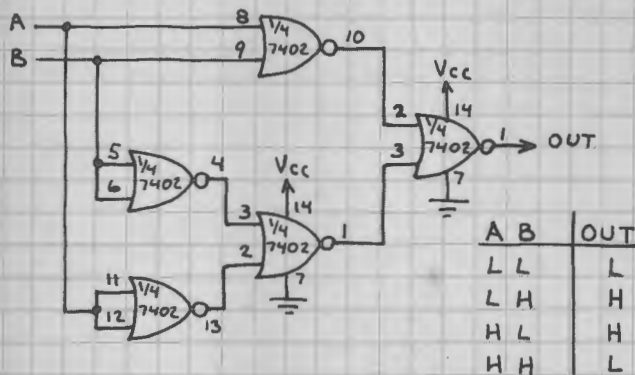 A 8 10
B 9 1/4 7402
Vcc
14
2 1/4 7402 1 OUT
3
7
5 1/4 7402 4
6
Vcc
14
3 1/4 7402 1
2
7
11 1/4 7402 13
12
A B OUT
L L L
L H H
H L H
H H L